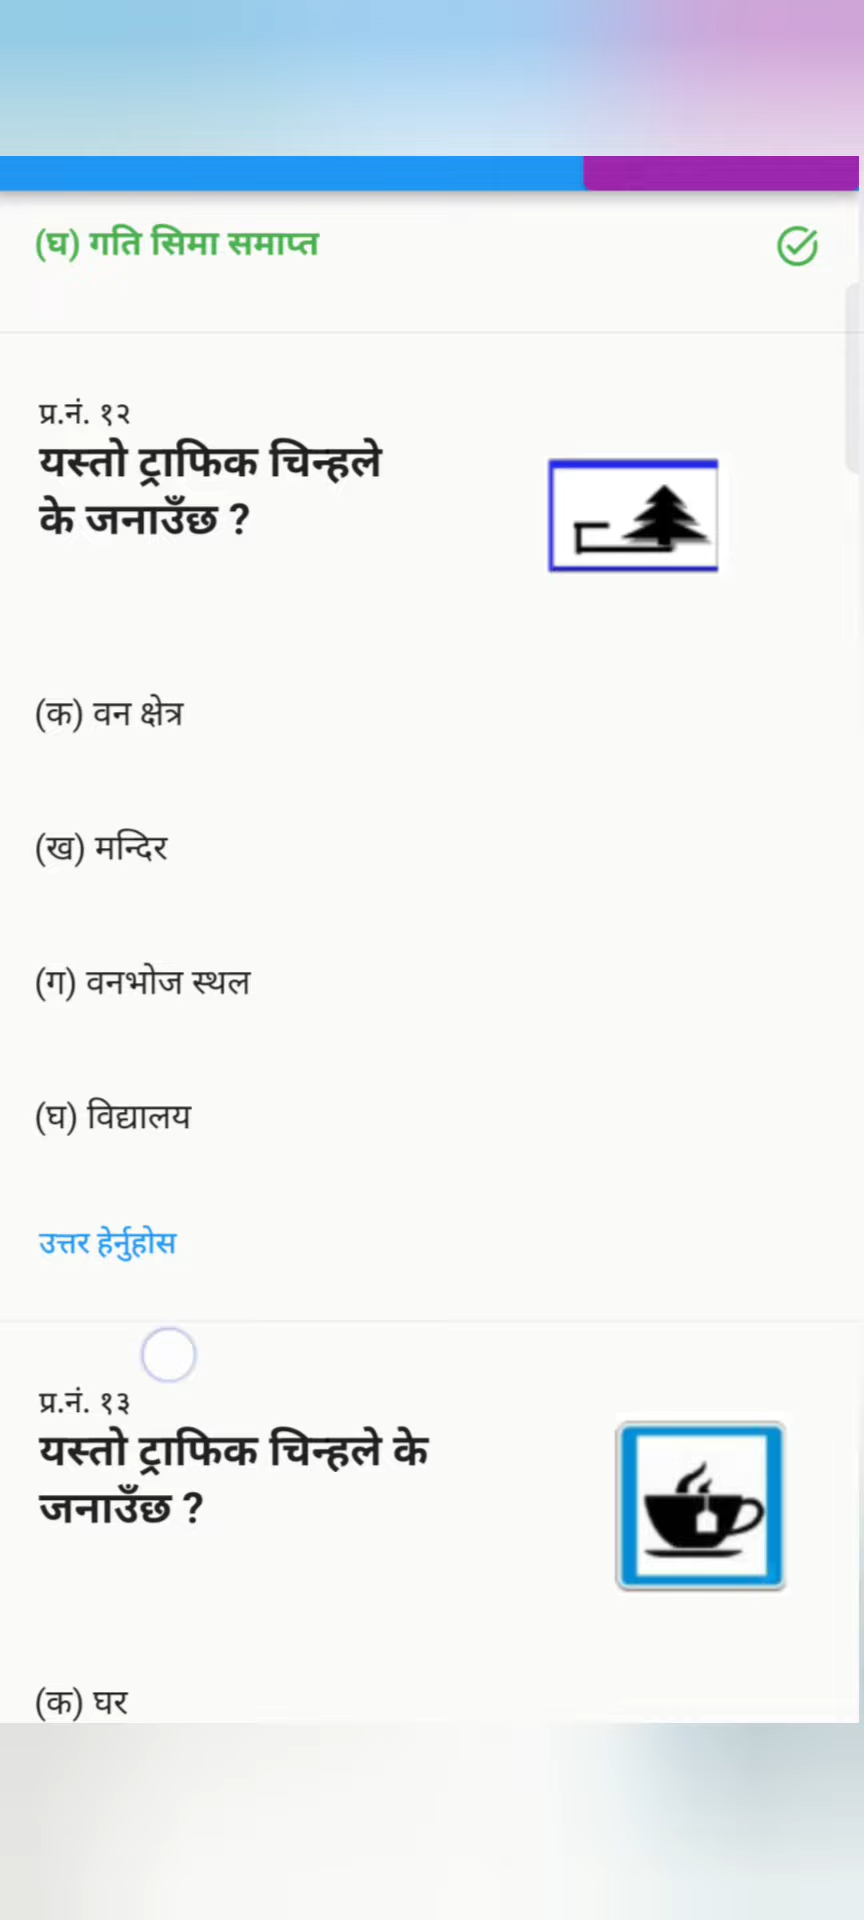 (घ) गति सिमा समाप्त
प्र.नं. १२
यस्तो ट्राफिक चिन्हले
के जनाउँछ ?
(क) वन क्षेत्र
(ख) मन्दिर
(ग) वनभोज स्थल
(घ) विद्यालय
उत्तर हेर्नुहोस
प्र.नं. १३
यस्तो ट्राफिक चिन्हले के
जनाउँछ ?
(क) घर